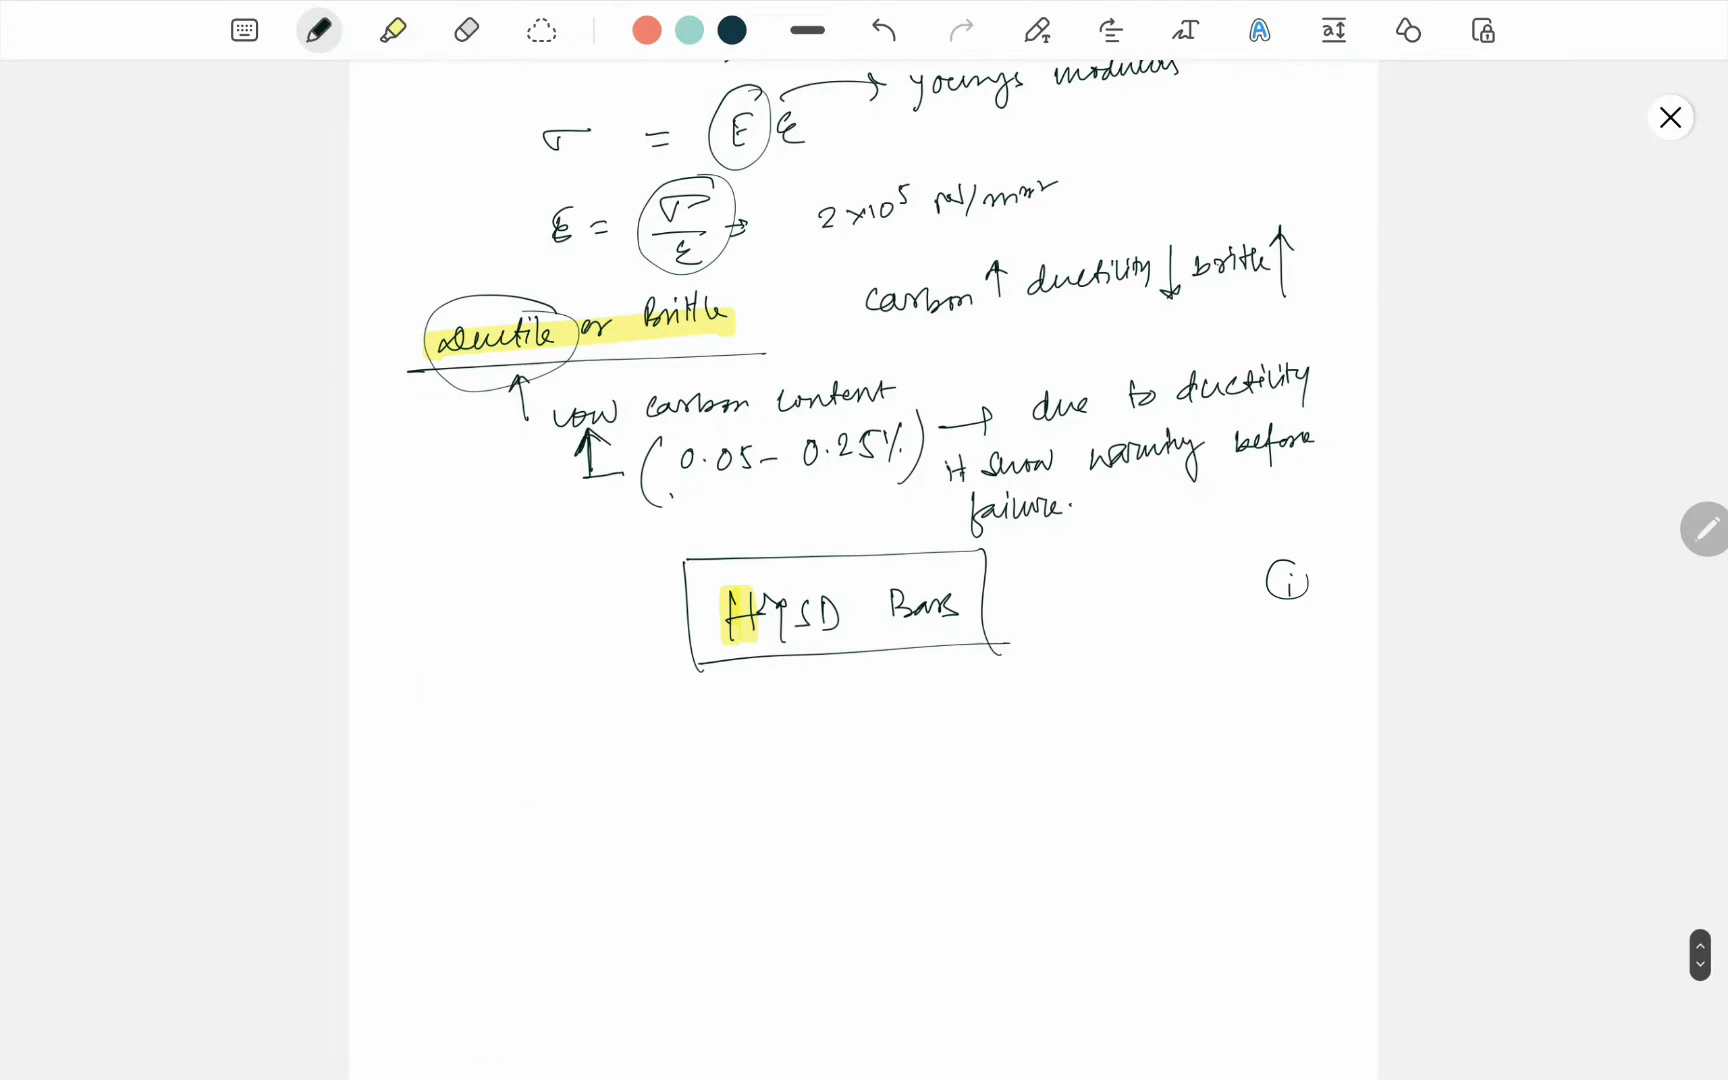 youngs modulus
σ = E ε
E = σ/ε → 2×10⁵ N/mm²
carbon ↑ ductility ↓ brittle ↑
Ductile or Brittle
↑ Low carbon content
(0.05 - 0.25%) → due to ductility
it show warning before
failure.
HYSD Bars
i